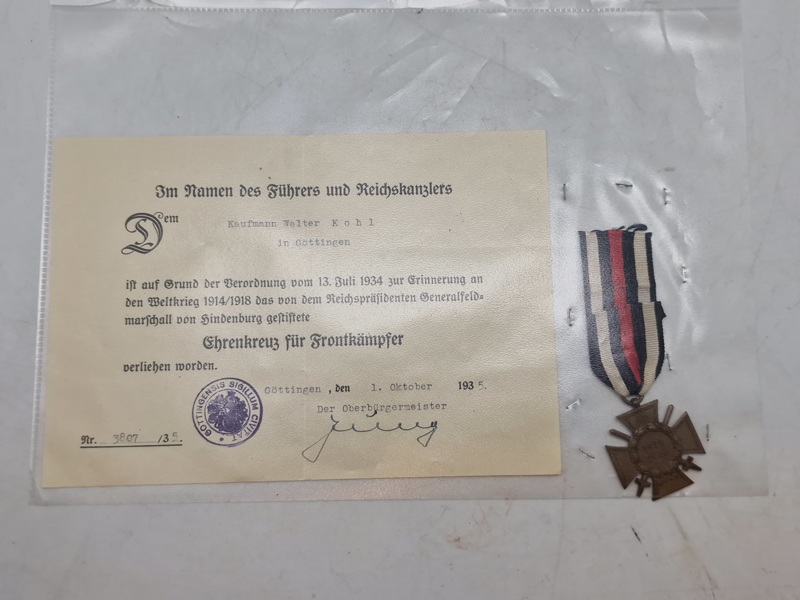 Im Namen des Führers und Reichskanzlers
Dem
Kaufmann Walter Kohl
in Göttingen
ist auf Grund der Verordnung vom 13. Juli 1934 zur Erinnerung an
den Weltkrieg 1914/1918 das von dem Reichspräsidenten Generalfeld-
marschall von Hindenburg gestiftete
Ehrenkreuz für Frontkämpfer
verliehen worden.
Göttingen, den 1. Oktober 1935.
Der Oberbürgermeister
Nr. 3807 /35.
GOTTINGENSIS SIGILLUM CIVITAT